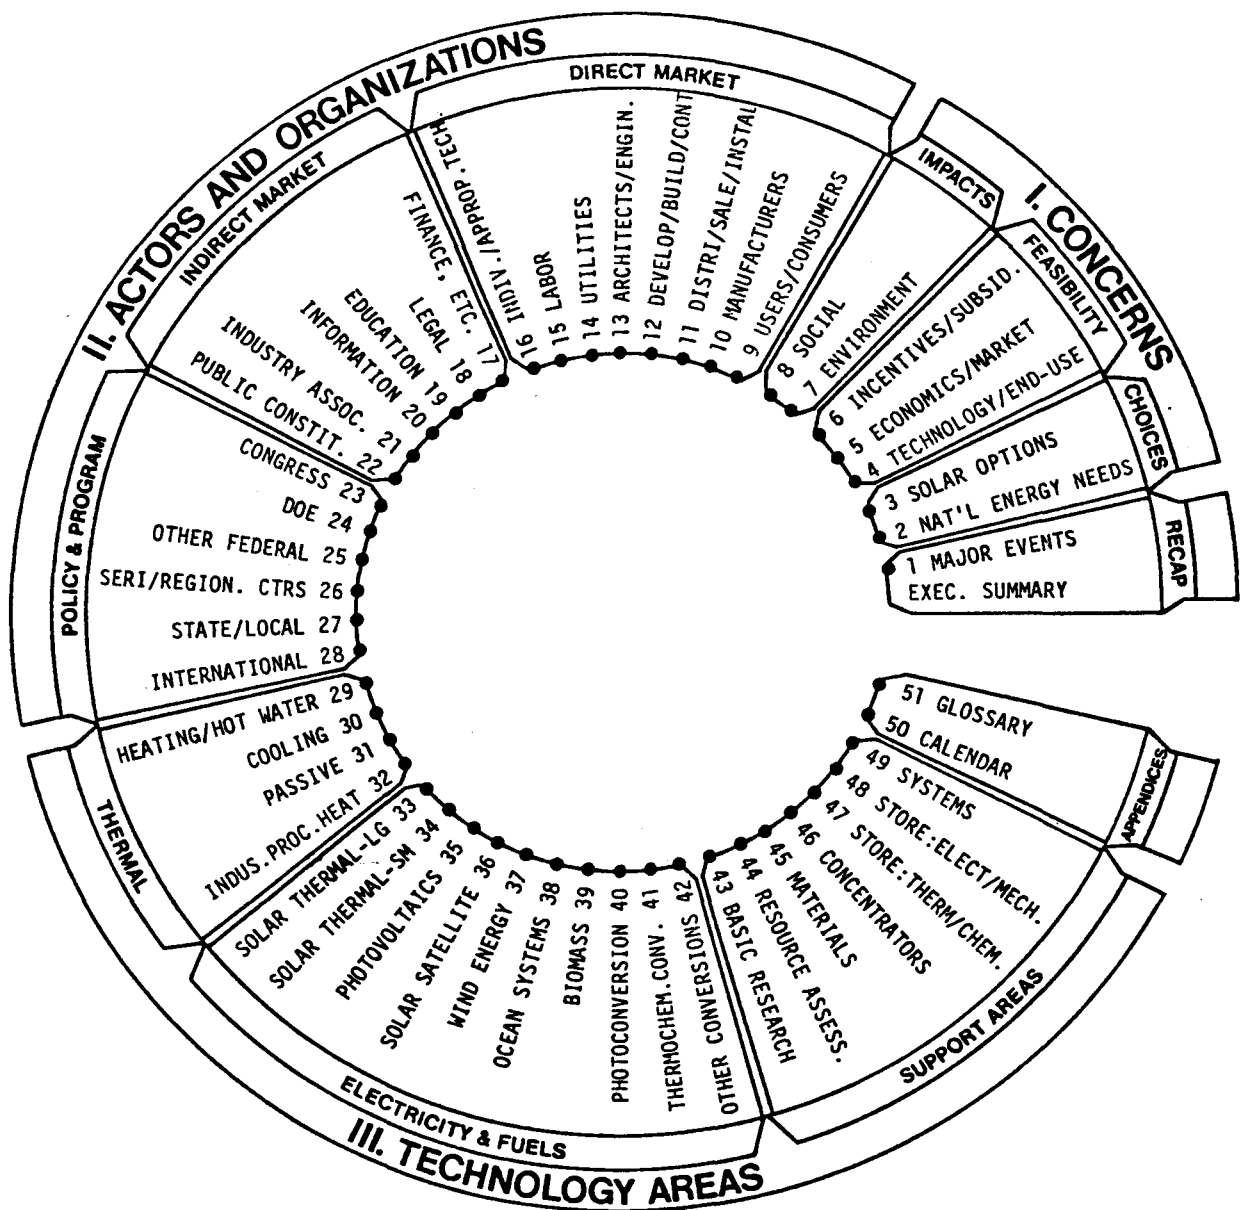 I. CONCERNS
RECAP
EXEC. SUMMARY
1 MAJOR EVENTS
CHOICES
2 NAT'L ENERGY NEEDS
3 SOLAR OPTIONS
FEASIBILITY
4 TECHNOLOGY/END-USE
5 ECONOMICS/MARKET
6 INCENTIVES/SUBSID.
IMPACTS
7 ENVIRONMENT
8 SOCIAL
II. ACTORS AND ORGANIZATIONS
DIRECT MARKET
9 USERS/CONSUMERS
10 MANUFACTURERS
11 DISTRI/SALE/INSTAL
12 DEVELOP/BUILD/CONT
13 ARCHITECTS/ENGIN.
14 UTILITIES
15 LABOR
16 INDIV./APPROP.TECH.
INDIRECT MARKET
FINANCE, ETC. 17
LEGAL 18
EDUCATION 19
INFORMATION 20
INDUSTRY ASSOC. 21
PUBLIC CONSTIT. 22
POLICY & PROGRAM
CONGRESS 23
DOE 24
OTHER FEDERAL 25
SERI/REGION. CTRS 26
STATE/LOCAL 27
INTERNATIONAL 28
III. TECHNOLOGY AREAS
THERMAL
HEATING/HOT WATER 29
COOLING 30
PASSIVE 31
INDUS.PROC.HEAT 32
ELECTRICITY & FUELS
SOLAR THERMAL-LG 33
SOLAR THERMAL-SM 34
PHOTOVOLTAICS 35
SOLAR SATELLITE 36
WIND ENERGY 37
OCEAN SYSTEMS 38
BIOMASS 39
PHOTOCONVERSION 40
THERMOCHEM.CONV. 41
OTHER CONVERSIONS 42
SUPPORT AREAS
43 BASIC RESEARCH
44 RESOURCE ASSESS.
45 MATERIALS
46 CONCENTRATORS
47 STORE:THERM/CHEM.
48 STORE:ELECT/MECH.
49 SYSTEMS
APPENDICES
50 CALENDAR
51 GLOSSARY